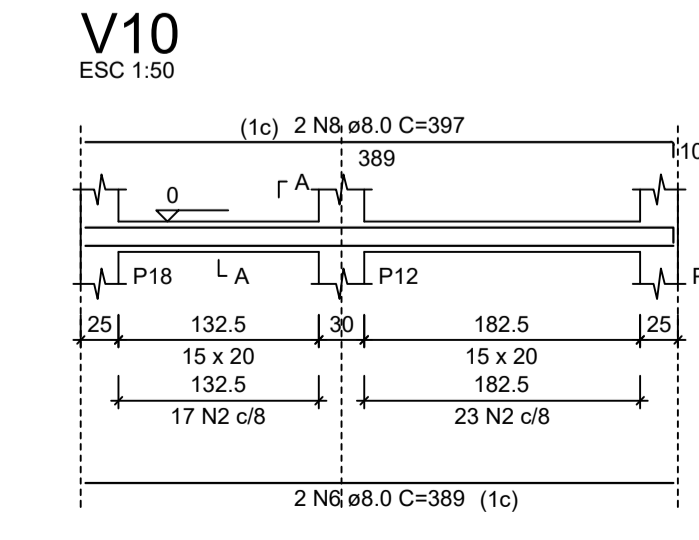 V10
ESC 1:50
(1c) 2 N8 ø8.0 C=397
389
10
A
0
P18
A
P12
P
25 132.5 30 182.5 25
15 x 20 15 x 20
132.5 182.5
17 N2 c/8 23 N2 c/8
2 N6 ø8.0 C=389 (1c)